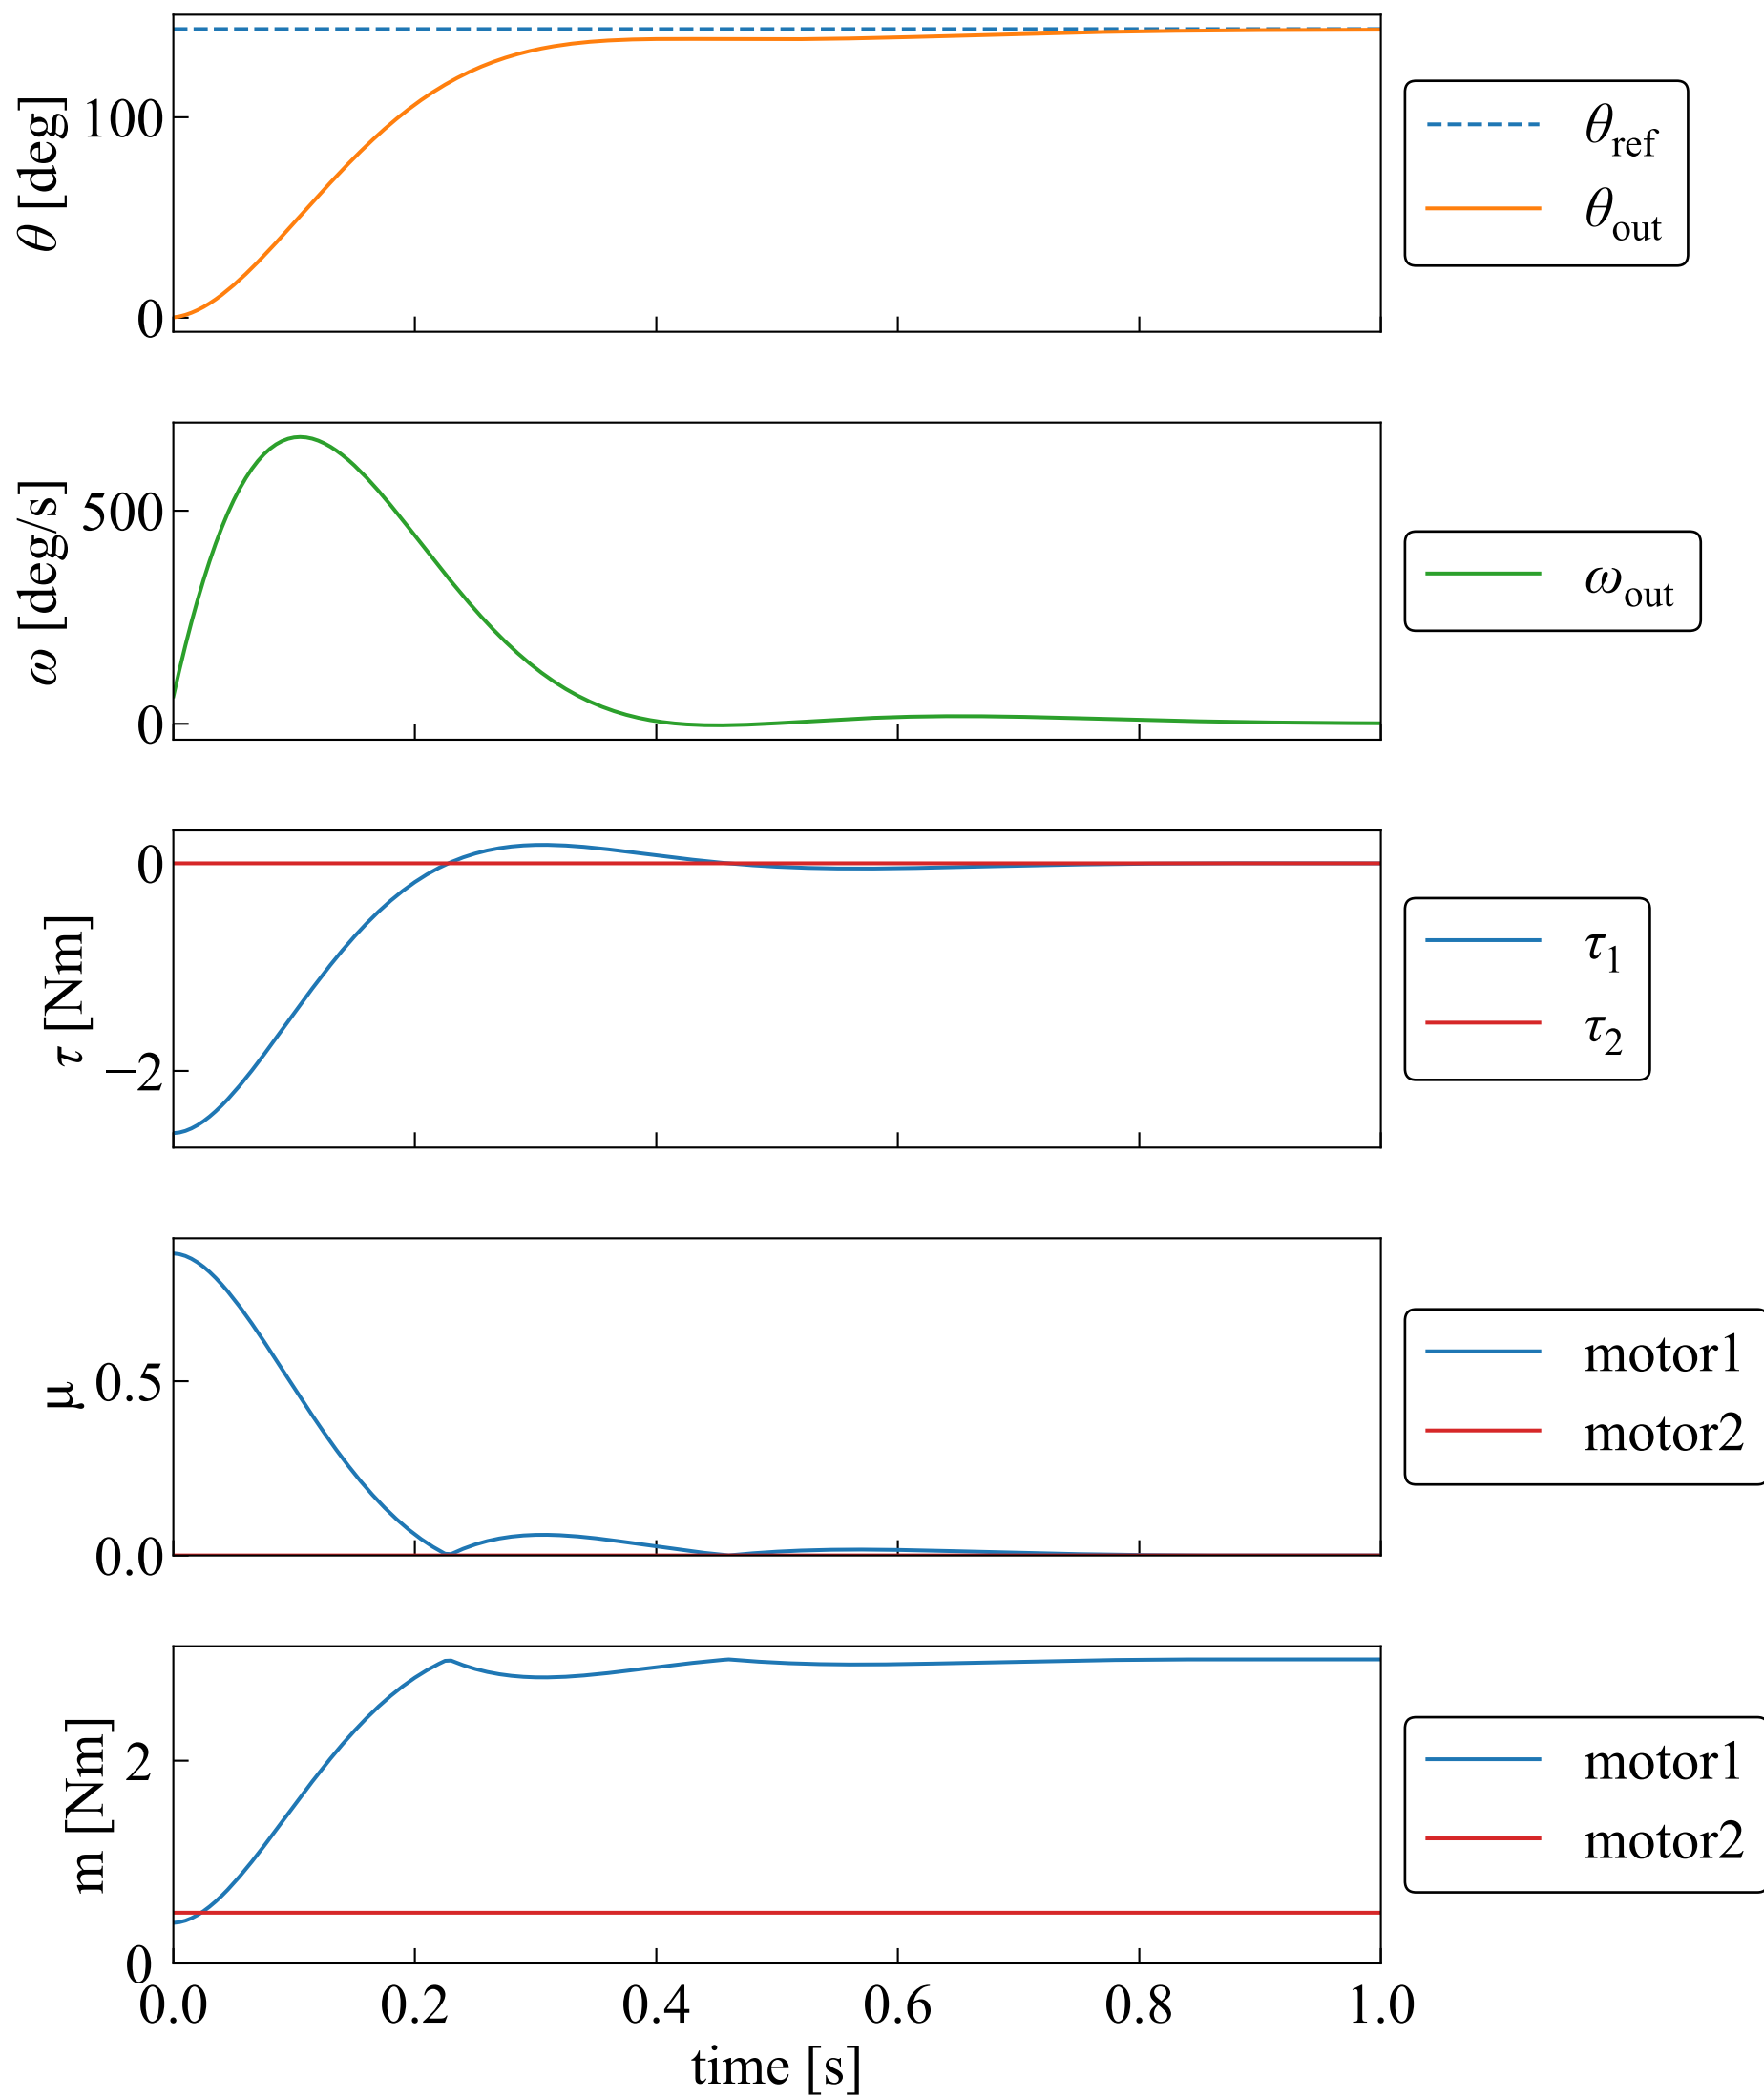 θ [deg]
100
0
θref
θout
ω [deg/s]
500
0
ωout
τ [Nm]
0
−2
τ1
τ2
μ
0.5
0.0
motor1
motor2
m [Nm]
2
0
motor1
motor2
0.0 0.2 0.4 0.6 0.8 1.0
time [s]